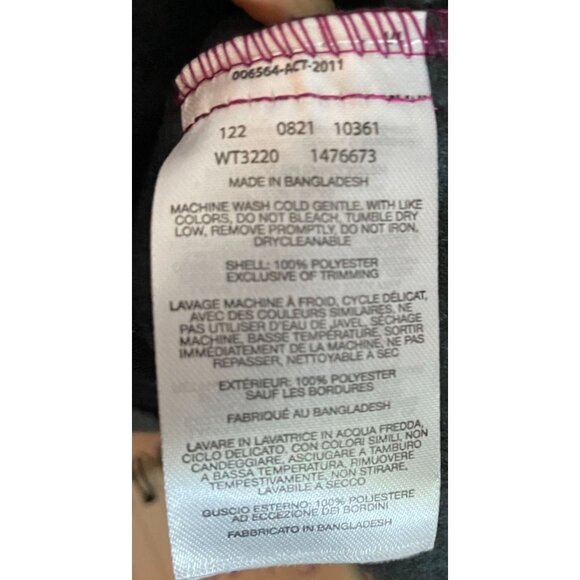 006564-ACT-2011
122 0821 10361
WT3220 1476673
MADE IN BANGLADESH
MACHINE WASH COLD GENTLE, WITH LIKE
COLORS, DO NOT BLEACH, TUMBLE DRY
LOW, REMOVE PROMPTLY, DO NOT IRON,
DRYCLEANABLE
SHELL: 100% POLYESTER
EXCLUSIVE OF TRIMMING
LAVAGE MACHINE À FROID, CYCLE DÉLICAT,
AVEC DES COULEURS SIMILAIRES, NE
PAS UTILISER D'EAU DE JAVEL, SÉCHAGE
MACHINE, BASSE TEMPÉRATURE, SORTIR
IMMÉDIATEMENT DE LA MACHINE, NE PAS
REPASSER, NETTOYABLE À SEC
EXTÉRIEUR: 100% POLYESTER
SAUF LES BORDURES
FABRIQUÉ AU BANGLADESH
LAVARE IN LAVATRICE IN ACQUA FREDDA,
CICLO DELICATO, CON COLORI SIMILI, NON
CANDEGGIARE, ASCIUGARE A TAMBURO
A BASSA TEMPERATURA, RIMUOVERE
TEMPESTIVAMENTE, NON STIRARE,
LAVABILE A SECCO
GUSCIO ESTERNO: 100% POLIESTERE
AD ECCEZIONE DEI BORDINI
FABBRICATO IN BANGLADESH